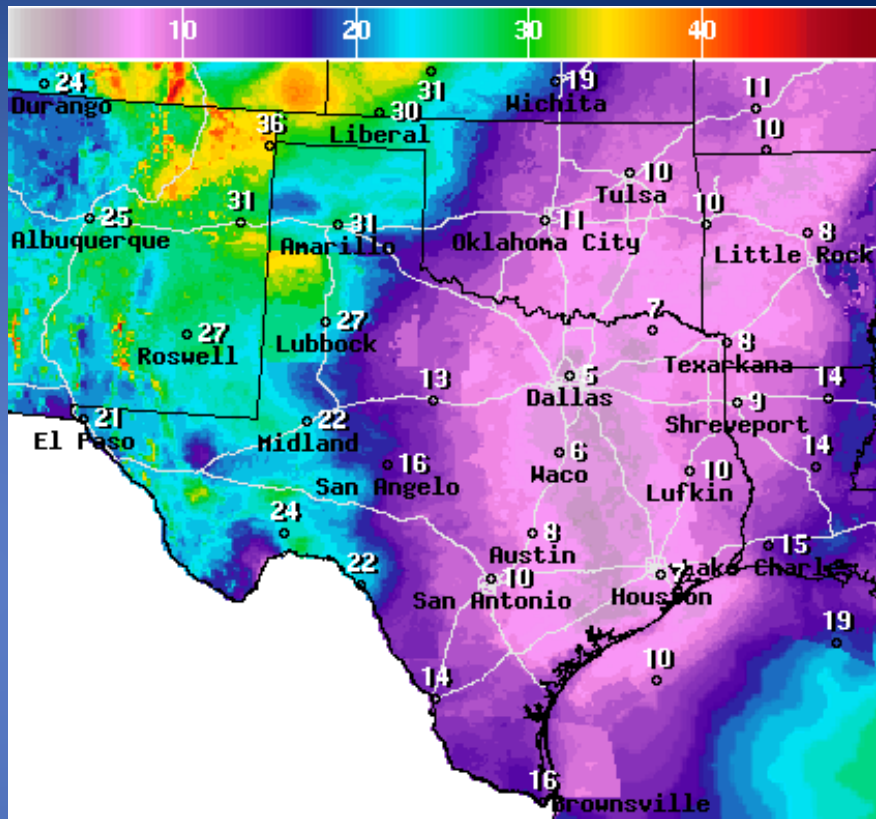 10 20 30 40
24 31 19 11
Durango Wichita
30
Liberal
36 10
10
Tulsa
25 31 31 11 10 8
Albuquerque Amarillo Oklahoma City Little Rock
27 27 7
Roswell Lubbock
8
Texarkana
13 5 14
Dallas
9
Shreveport
21 22
El Paso Midland
16 6 10 14
San Angelo Waco Lufkin
24 8 15
Austin
22 10 Lake Charles
San Antonio Houston
19
14 10
16
Brownsville